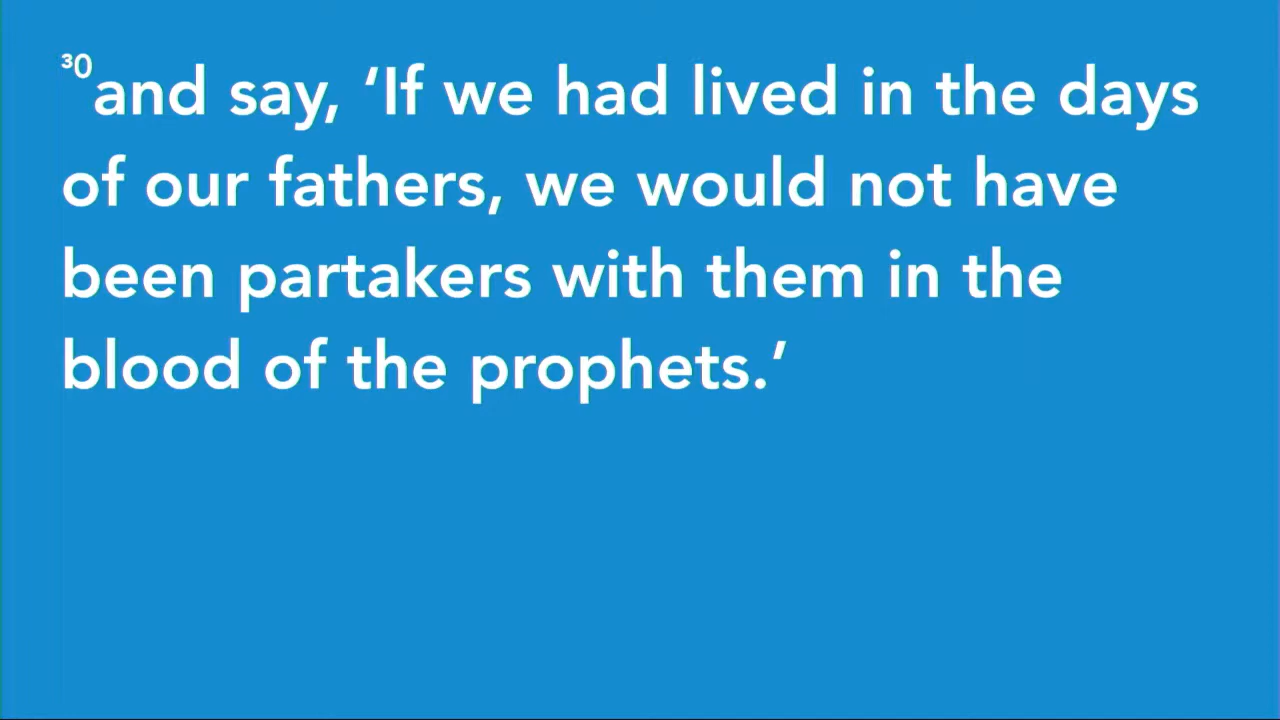 ³⁰and say, ‘If we had lived in the days
of our fathers, we would not have
been partakers with them in the
blood of the prophets.’